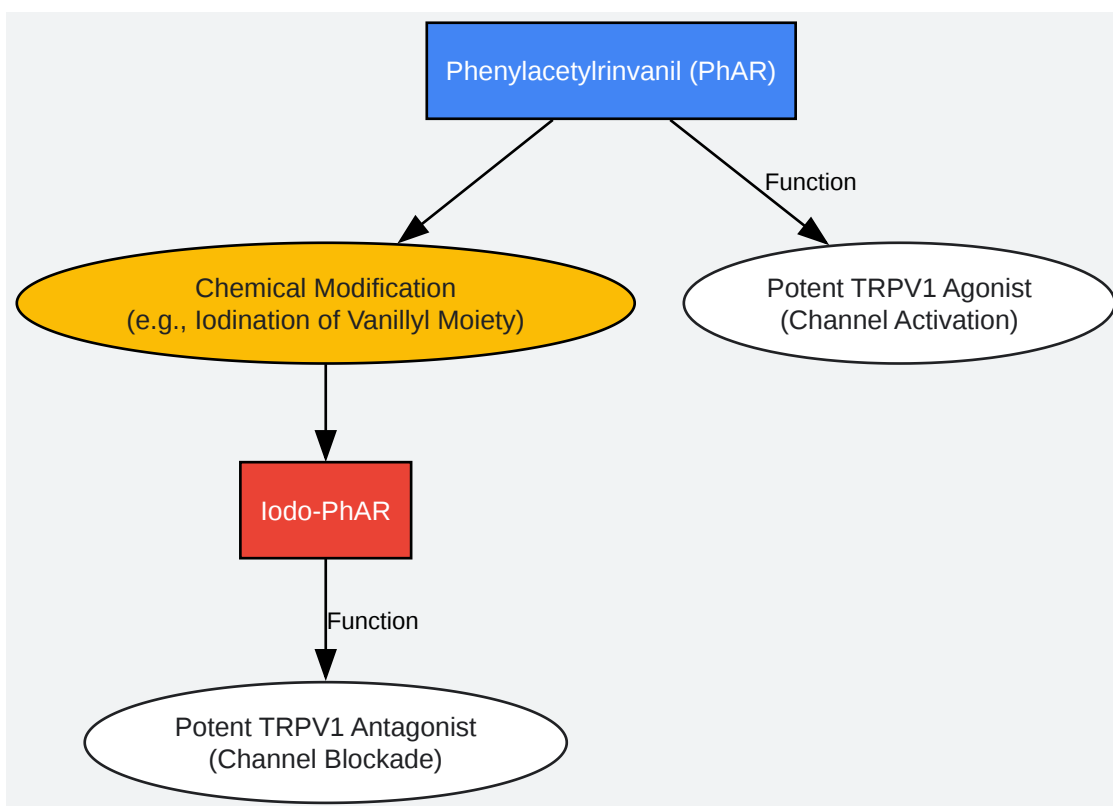 Phenylacetylrinvanil (PhAR)
Function
Chemical Modification
(e.g., Iodination of Vanillyl Moiety)
Potent TRPV1 Agonist
(Channel Activation)
Iodo-PhAR
Function
Potent TRPV1 Antagonist
(Channel Blockade)